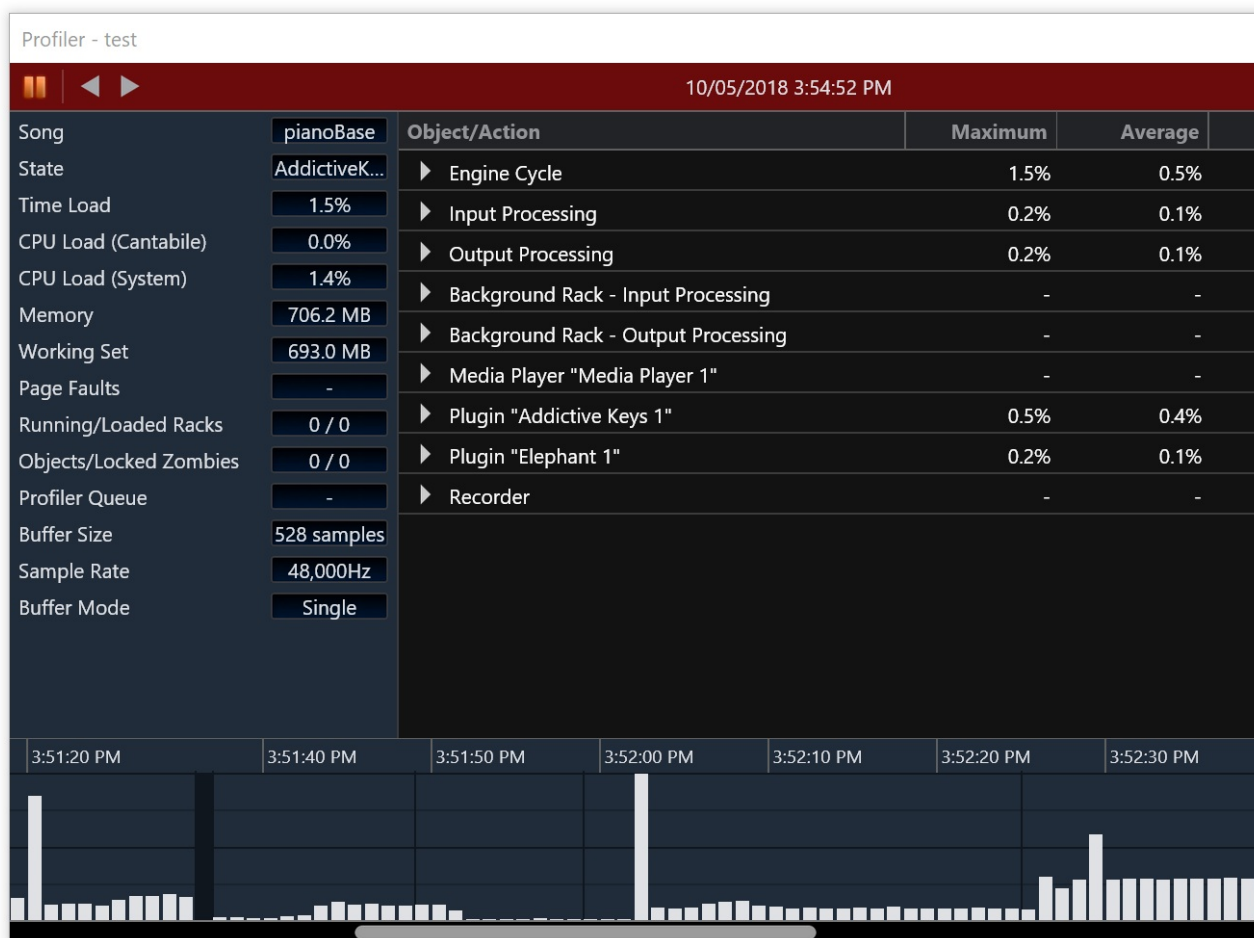 Profiler - test
10/05/2018 3:54:52 PM
Song pianoBase
State AddictiveK...
Time Load 1.5%
CPU Load (Cantabile) 0.0%
CPU Load (System) 1.4%
Memory 706.2 MB
Working Set 693.0 MB
Page Faults -
Running/Loaded Racks 0 / 0
Objects/Locked Zombies 0 / 0
Profiler Queue -
Buffer Size 528 samples
Sample Rate 48,000Hz
Buffer Mode Single
Object/Action Maximum Average
Engine Cycle 1.5% 0.5%
Input Processing 0.2% 0.1%
Output Processing 0.2% 0.1%
Background Rack - Input Processing - -
Background Rack - Output Processing - -
Media Player "Media Player 1" - -
Plugin "Addictive Keys 1" 0.5% 0.4%
Plugin "Elephant 1" 0.2% 0.1%
Recorder - -
3:51:20 PM 3:51:40 PM 3:51:50 PM 3:52:00 PM 3:52:10 PM 3:52:20 PM 3:52:30 PM